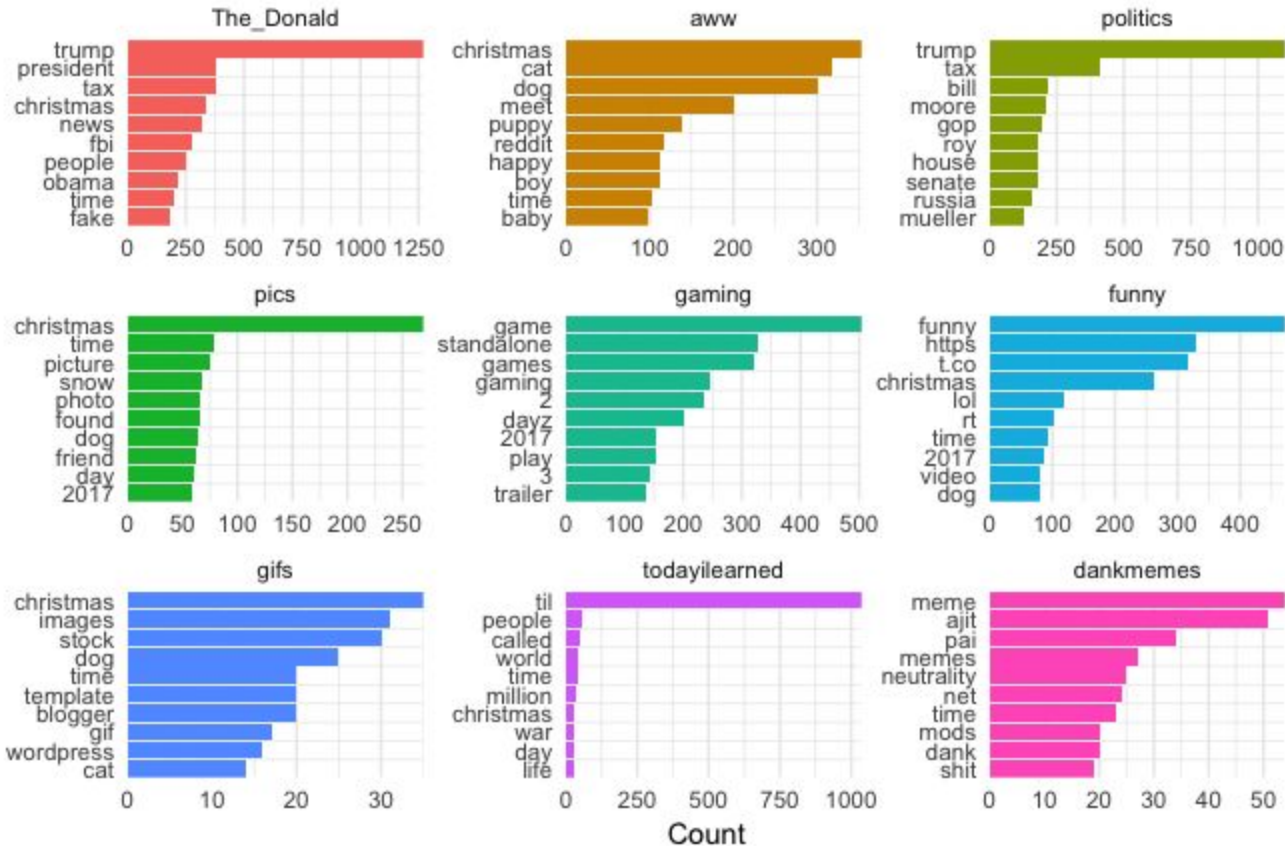 The_Donald
trump
president
tax
christmas
news
fbi
people
obama
time
fake
0 250 500 750 1000 1250
aww
christmas
cat
dog
meet
puppy
reddit
happy
boy
time
baby
0 100 200 300
politics
trump
tax
bill
moore
gop
roy
house
senate
russia
mueller
0 500 1000
pics
christmas
time
picture
snow
photo
found
dog
friend
day
2017
0 50 100 150 200 250
gaming
game
standalone
games
gaming
2
dayz
2017
play
3
trailer
0 100 200 300 400 500
funny
funny
https
t.co
christmas
lol
rt
time
2017
video
dog
0 100 200 300 400
gifs
christmas
images
stock
dog
time
template
blogger
gif
wordpress
cat
0 10 20 30
todayilearned
til
people
called
world
time
million
christmas
war
day
life
0 250 500 750 1000
dankmemes
meme
ajit
pai
memes
neutrality
net
time
mods
dank
shit
0 10 20 30 40 50
Count